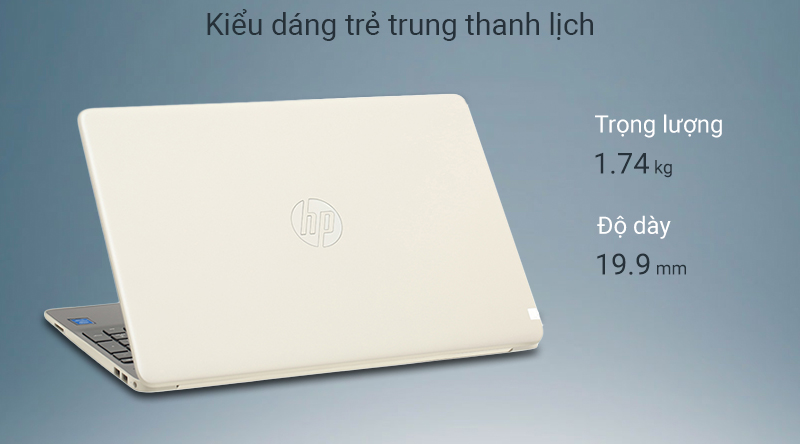 Kiểu dáng trẻ trung thanh lịch
Trọng lượng
1.74 kg
Độ dày
19.9 mm
hp